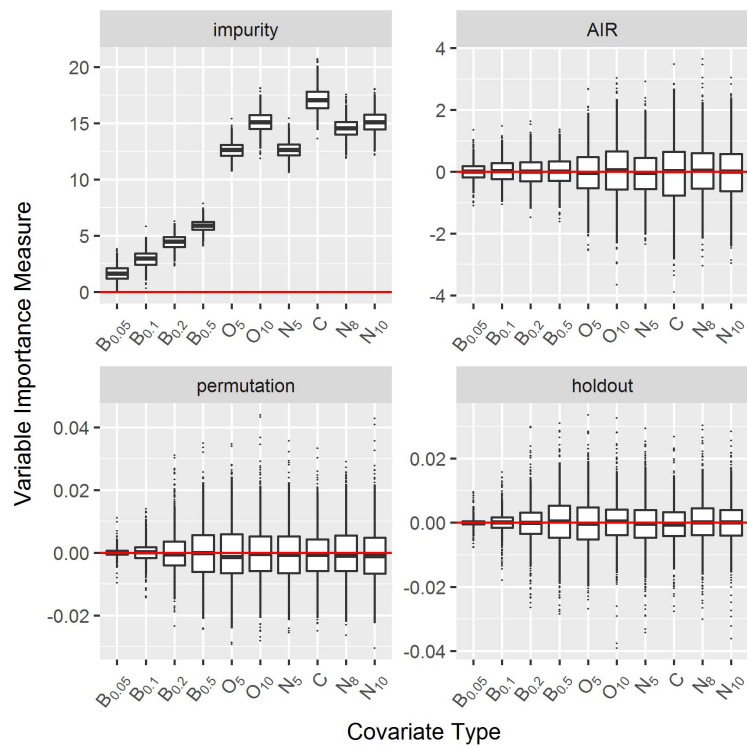 impurity
AIR
20
15
10
5
0
4
2
0
-2
-4
B0.05 B0.1 B0.2 B0.5 O5 O10 N5 C N8 N10
B0.05 B0.1 B0.2 B0.5 O5 O10 N5 C N8 N10
permutation
holdout
0.04
0.02
0.00
-0.02
0.02
0.00
-0.02
-0.04
B0.05 B0.1 B0.2 B0.5 O5 O10 N5 C N8 N10
B0.05 B0.1 B0.2 B0.5 O5 O10 N5 C N8 N10
Variable Importance Measure
Covariate Type